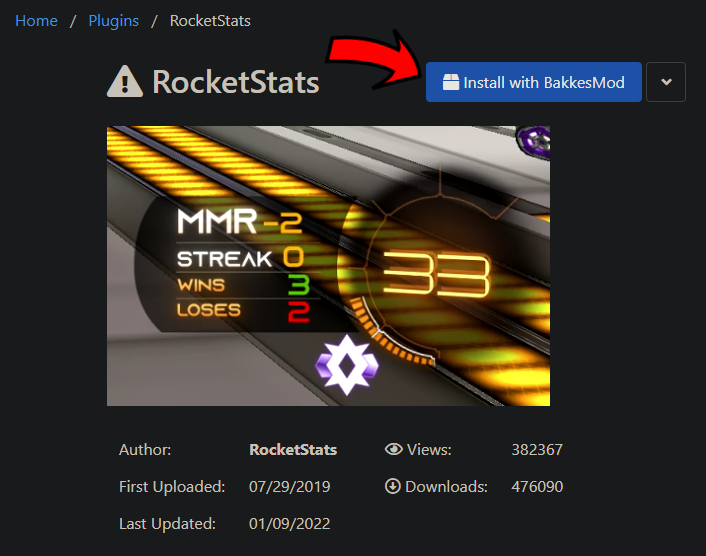 Home / Plugins / RocketStats
RocketStats
Install with BakkesMod
MMR -2
STREAK 0
WINS 3
LOSES 2
33
Author: RocketStats Views: 382367
First Uploaded: 07/29/2019 Downloads: 476090
Last Updated: 01/09/2022